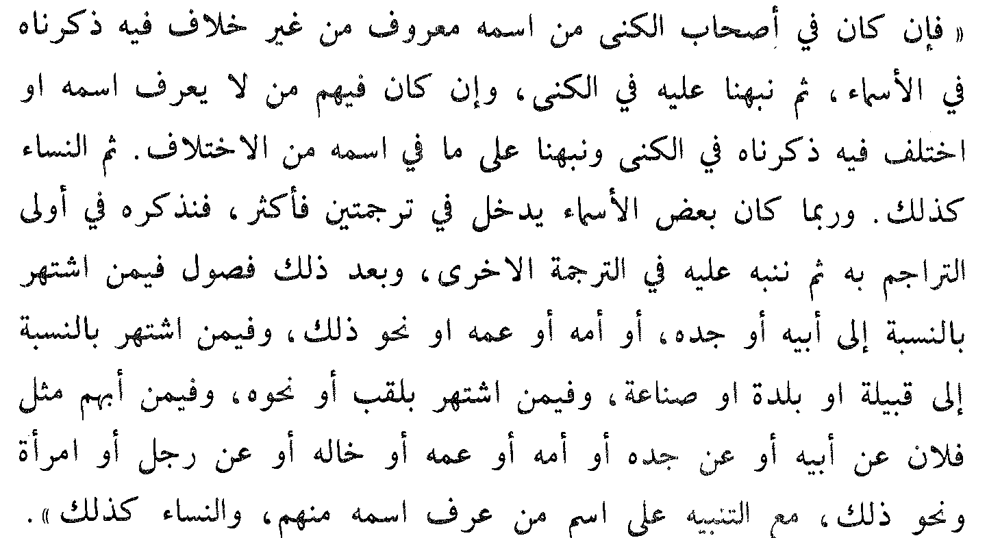 « فإن كان في أصحاب الكنى من اسمه معروف من غير خلاف فيه ذكرناه
في الأسماء ، ثم نبهنا عليه في الكنى ، وإن كان فيهم من لا يعرف اسمه او
اختلف فيه ذكرناه في الكنى ونبهنا على ما في اسمه من الاختلاف . ثم النساء
كذلك . وربما كان بعض الأسماء يدخل في ترجمتين فأكثر ، فنذكره في أولى
التراجم به ثم ننبه عليه في الترجمة الاخرى ، وبعد ذلك فصول فيمن اشتهر
بالنسبة إلى أبيه أو جده ، أو أمه أو عمه او نحو ذلك ، وفيمن اشتهر بالنسبة
إلى قبيلة او بلدة او صناعة ، وفيمن اشتهر بلقب أو نحوه ، وفيمن أبهم مثل
فلان عن أبيه أو عن جده أو أمه أو عمه أو خاله أو عن رجل أو امرأة
ونحو ذلك ، مع التنبيه على اسم من عرف اسمه منهم ، والنساء كذلك » .